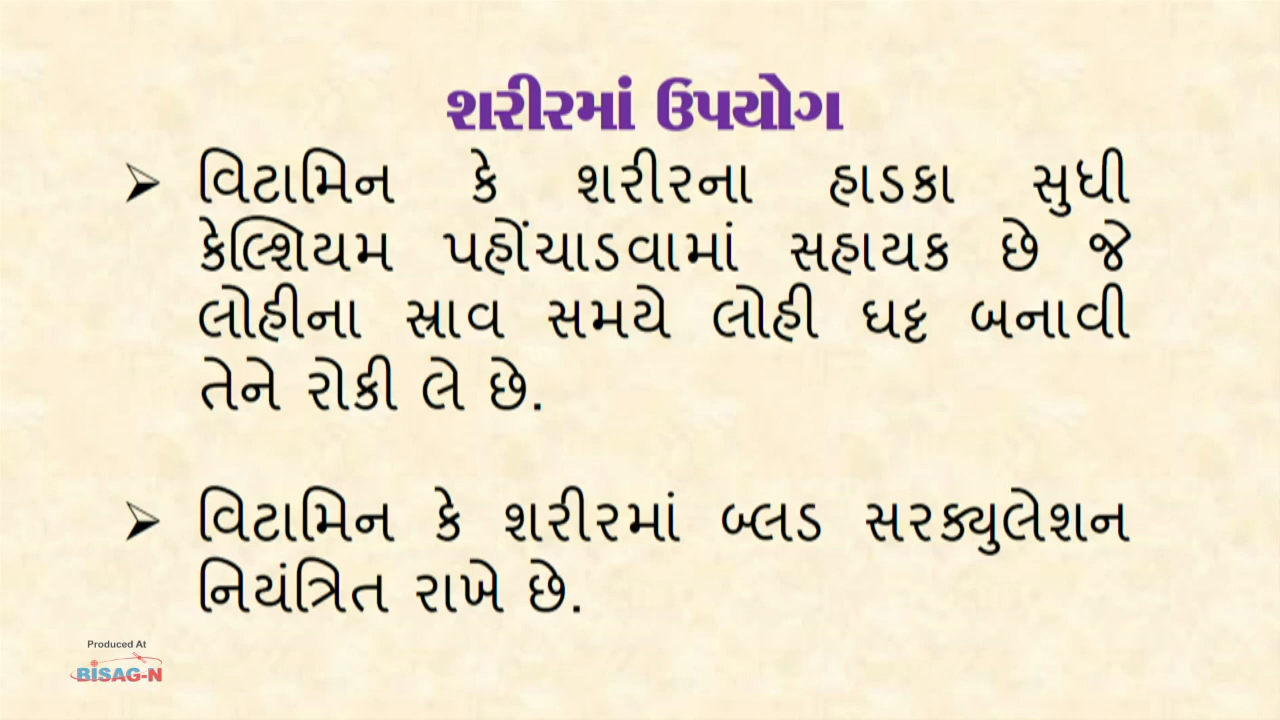 શરીરમાં ઉપયોગ
➢ વિટામિન કે શરીરના હાડકા સુધી
કેલ્શિયમ પહોંચાડવામાં સહાયક છે જે
લોહીના સ્રાવ સમયે લોહી ઘટ્ટ બનાવી
તેને રોકી લે છે.
➢ વિટામિન કે શરીરમાં બ્લડ સરક્યુલેશન
નિયંત્રિત રાખે છે.
Produced At
BISAG-N